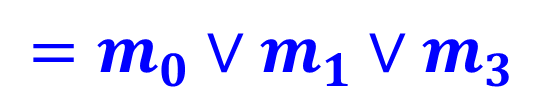 = m₀ ∨ m₁ ∨ m₃